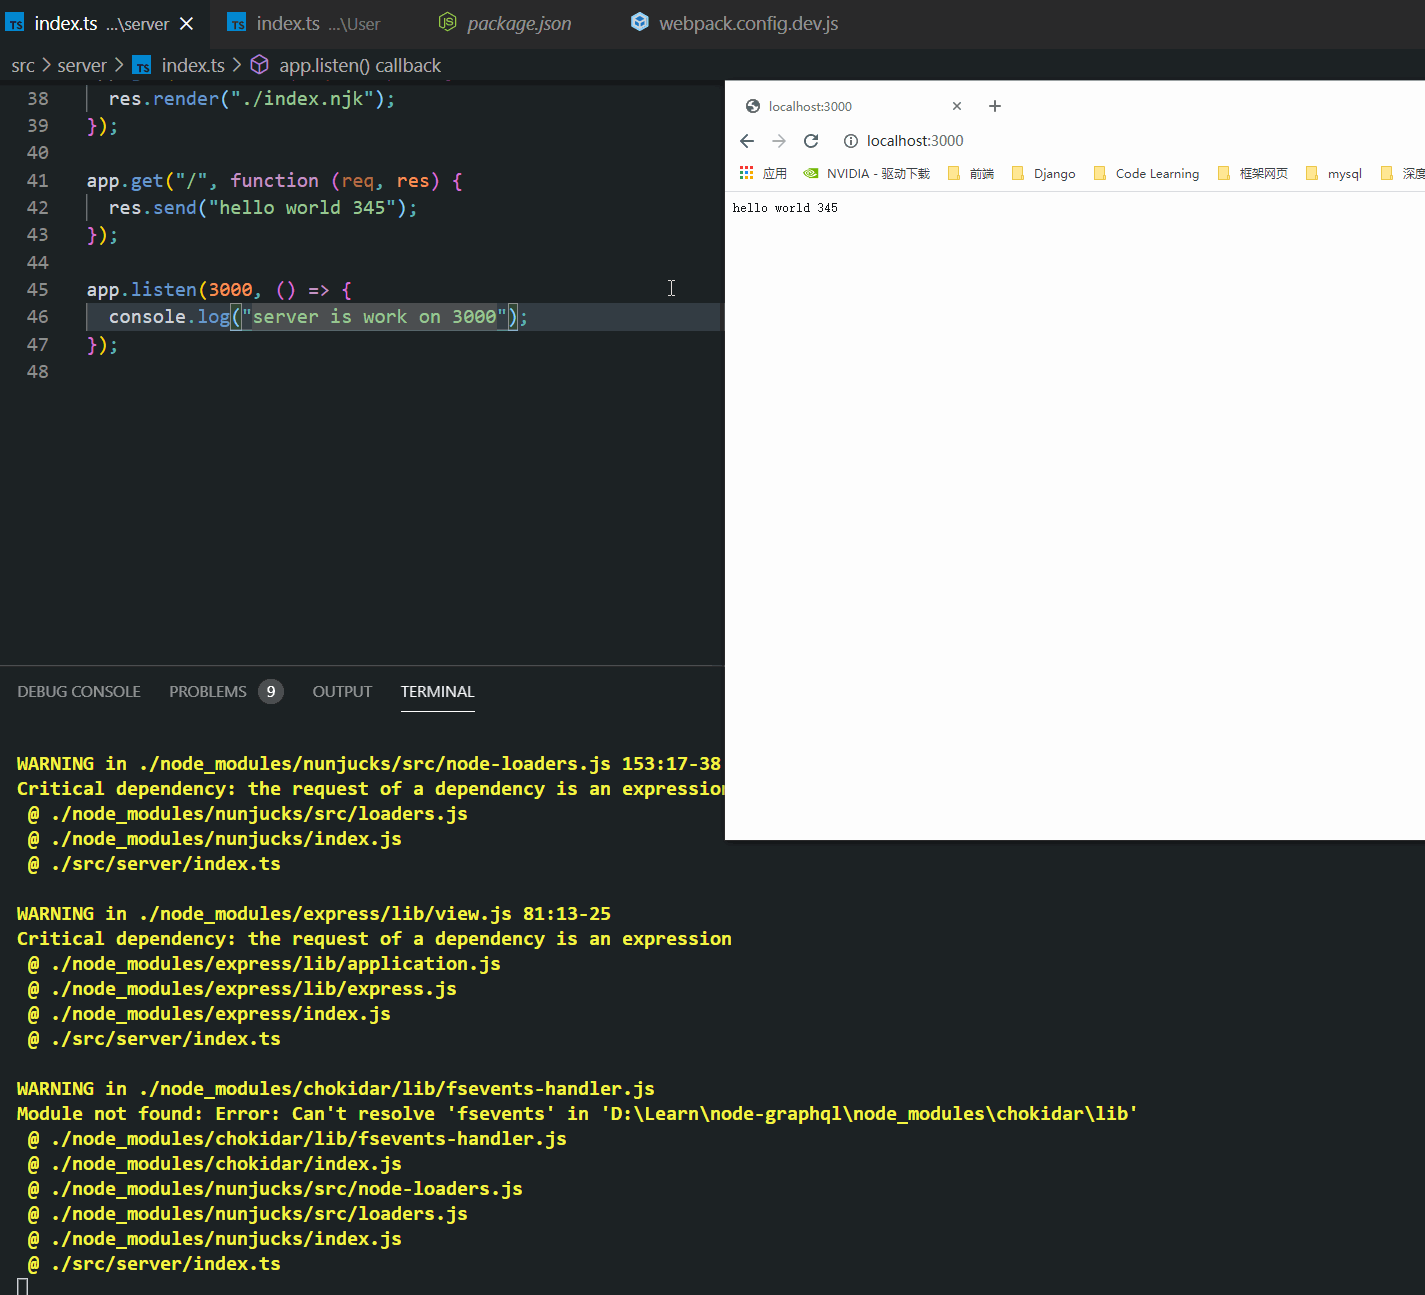 index.ts ...\server
index.ts ...\User
package.json
webpack.config.dev.js
src > server > TS index.ts > app.listen() callback
38 res.render("./index.njk");
39 });
40
41 app.get("/", function (req, res) {
42 res.send("hello world 345");
43 });
44
45 app.listen(3000, () => {
46 console.log("server is work on 3000");
47 });
48
localhost:3000
localhost:3000
应用 NVIDIA - 驱动下载 前端 Django Code Learning 框架网页 mysql 深度
hello world 345
DEBUG CONSOLE PROBLEMS 9 OUTPUT TERMINAL
WARNING in ./node_modules/nunjucks/src/node-loaders.js 153:17-38
Critical dependency: the request of a dependency is an expression
@ ./node_modules/nunjucks/src/loaders.js
@ ./node_modules/nunjucks/index.js
@ ./src/server/index.ts
WARNING in ./node_modules/express/lib/view.js 81:13-25
Critical dependency: the request of a dependency is an expression
@ ./node_modules/express/lib/application.js
@ ./node_modules/express/lib/express.js
@ ./node_modules/express/index.js
@ ./src/server/index.ts
WARNING in ./node_modules/chokidar/lib/fsevents-handler.js
Module not found: Error: Can't resolve 'fsevents' in 'D:\Learn\node-graphql\node_modules\chokidar\lib'
@ ./node_modules/chokidar/lib/fsevents-handler.js
@ ./node_modules/chokidar/index.js
@ ./node_modules/nunjucks/src/node-loaders.js
@ ./node_modules/nunjucks/src/loaders.js
@ ./node_modules/nunjucks/index.js
@ ./src/server/index.ts